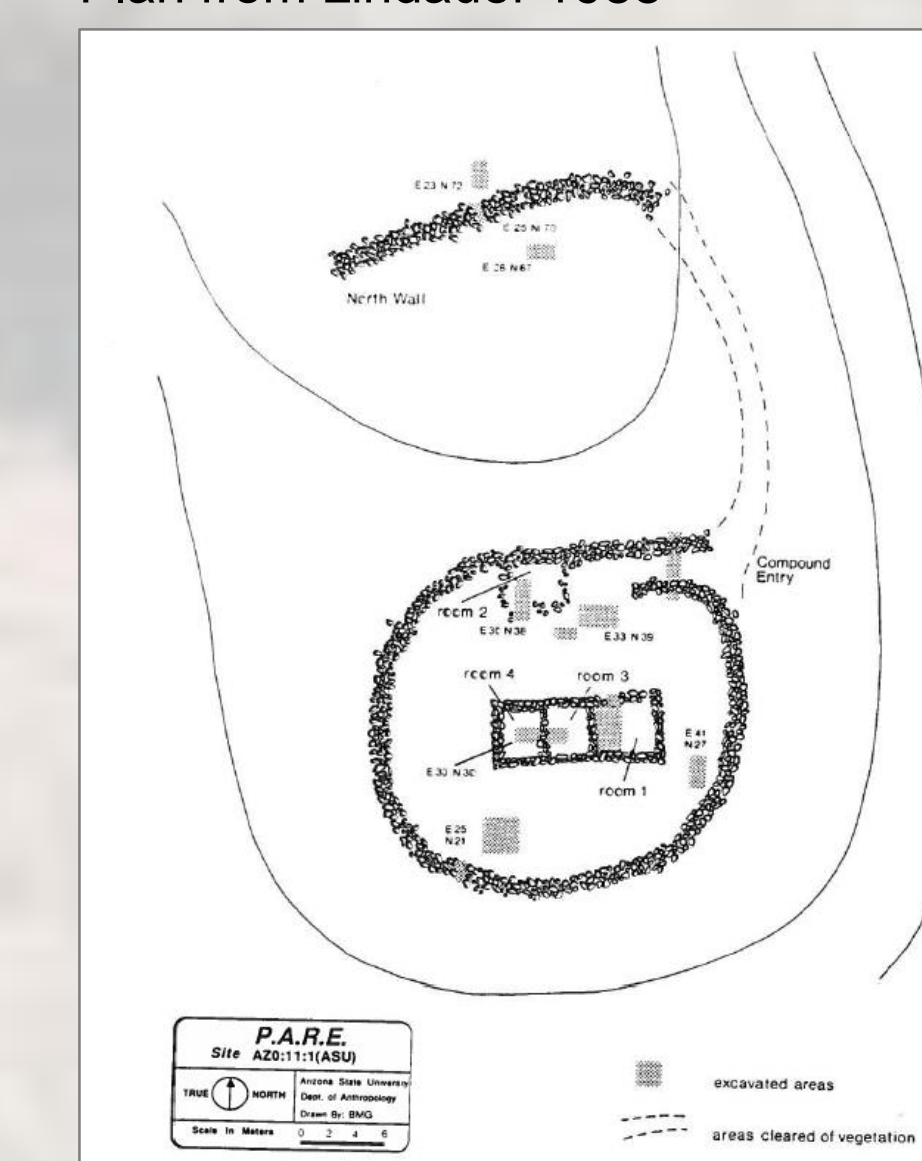 Plan from Lindauer 1985
E 23 N 72
E 25 N 70
E 26 N 67
North Wall
Compound
Entry
room 2
E 30 N 38
E 33 N 39
room 4
room 3
E 41
N 27
E 30 N 30
room 1
E 25
N 21
P.A.R.E.
Site AZ0:11:1(ASU)
TRUE NORTH
Arizona State University
Dept. of Anthropology
Drawn By: BMG
Scale In Meters
0 2 4 6
excavated areas
areas cleared of vegetation